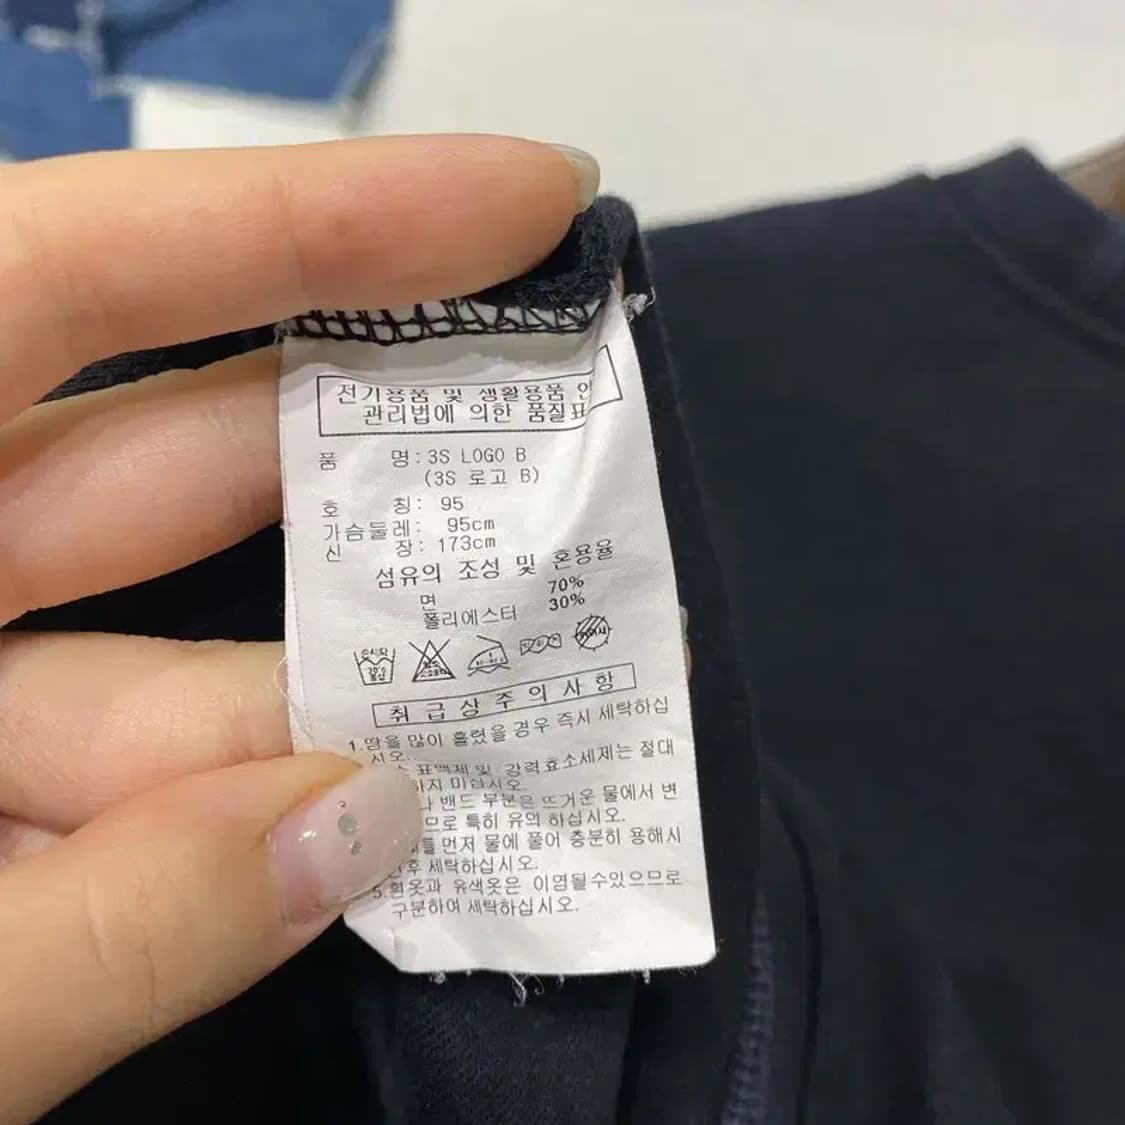 전기용품 및 생활용품 안
관리법에 의한 품질표
품 명: 3S LOGO B
(3S 로고 B)
호 칭: 95
가슴둘레: 95cm
신 장: 173cm
섬유의 조성 및 혼용율
면 70%
폴리에스터 30%
손세탁
30℃
중성
취급상주의사항
1.땀을 많이 흘렸을 경우 즉시 세탁하십
시오.
표백제 및 강력효소세제는 절대
하지 마십시오.
나 밴드 부분은 뜨거운 물에서 변
므로 특히 유의 하십시오.
를 먼저 물에 풀어 충분히 용해시
후 세탁하십시오.
5.흰옷과 유색옷은 이염될수있으므로
구분하여 세탁하십시오.